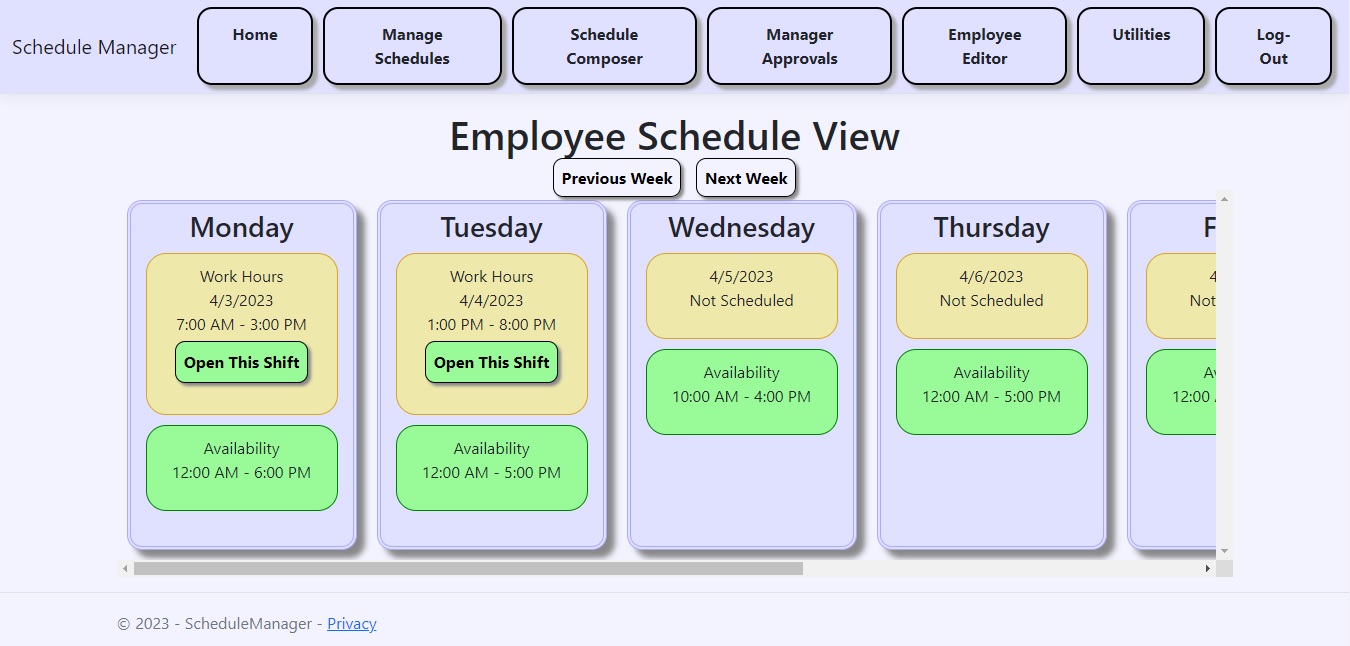 Schedule Manager
Home
Manage
Schedules
Schedule
Composer
Manager
Approvals
Employee
Editor
Utilities
Log-
Out
Employee Schedule View
Previous Week
Next Week
Monday
Work Hours
4/3/2023
7:00 AM - 3:00 PM
Open This Shift
Availability
12:00 AM - 6:00 PM
Tuesday
Work Hours
4/4/2023
1:00 PM - 8:00 PM
Open This Shift
Availability
12:00 AM - 5:00 PM
Wednesday
4/5/2023
Not Scheduled
Availability
10:00 AM - 4:00 PM
Thursday
4/6/2023
Not Scheduled
Availability
12:00 AM - 5:00 PM
F
4
Not
Av
12:00
© 2023 - ScheduleManager - Privacy